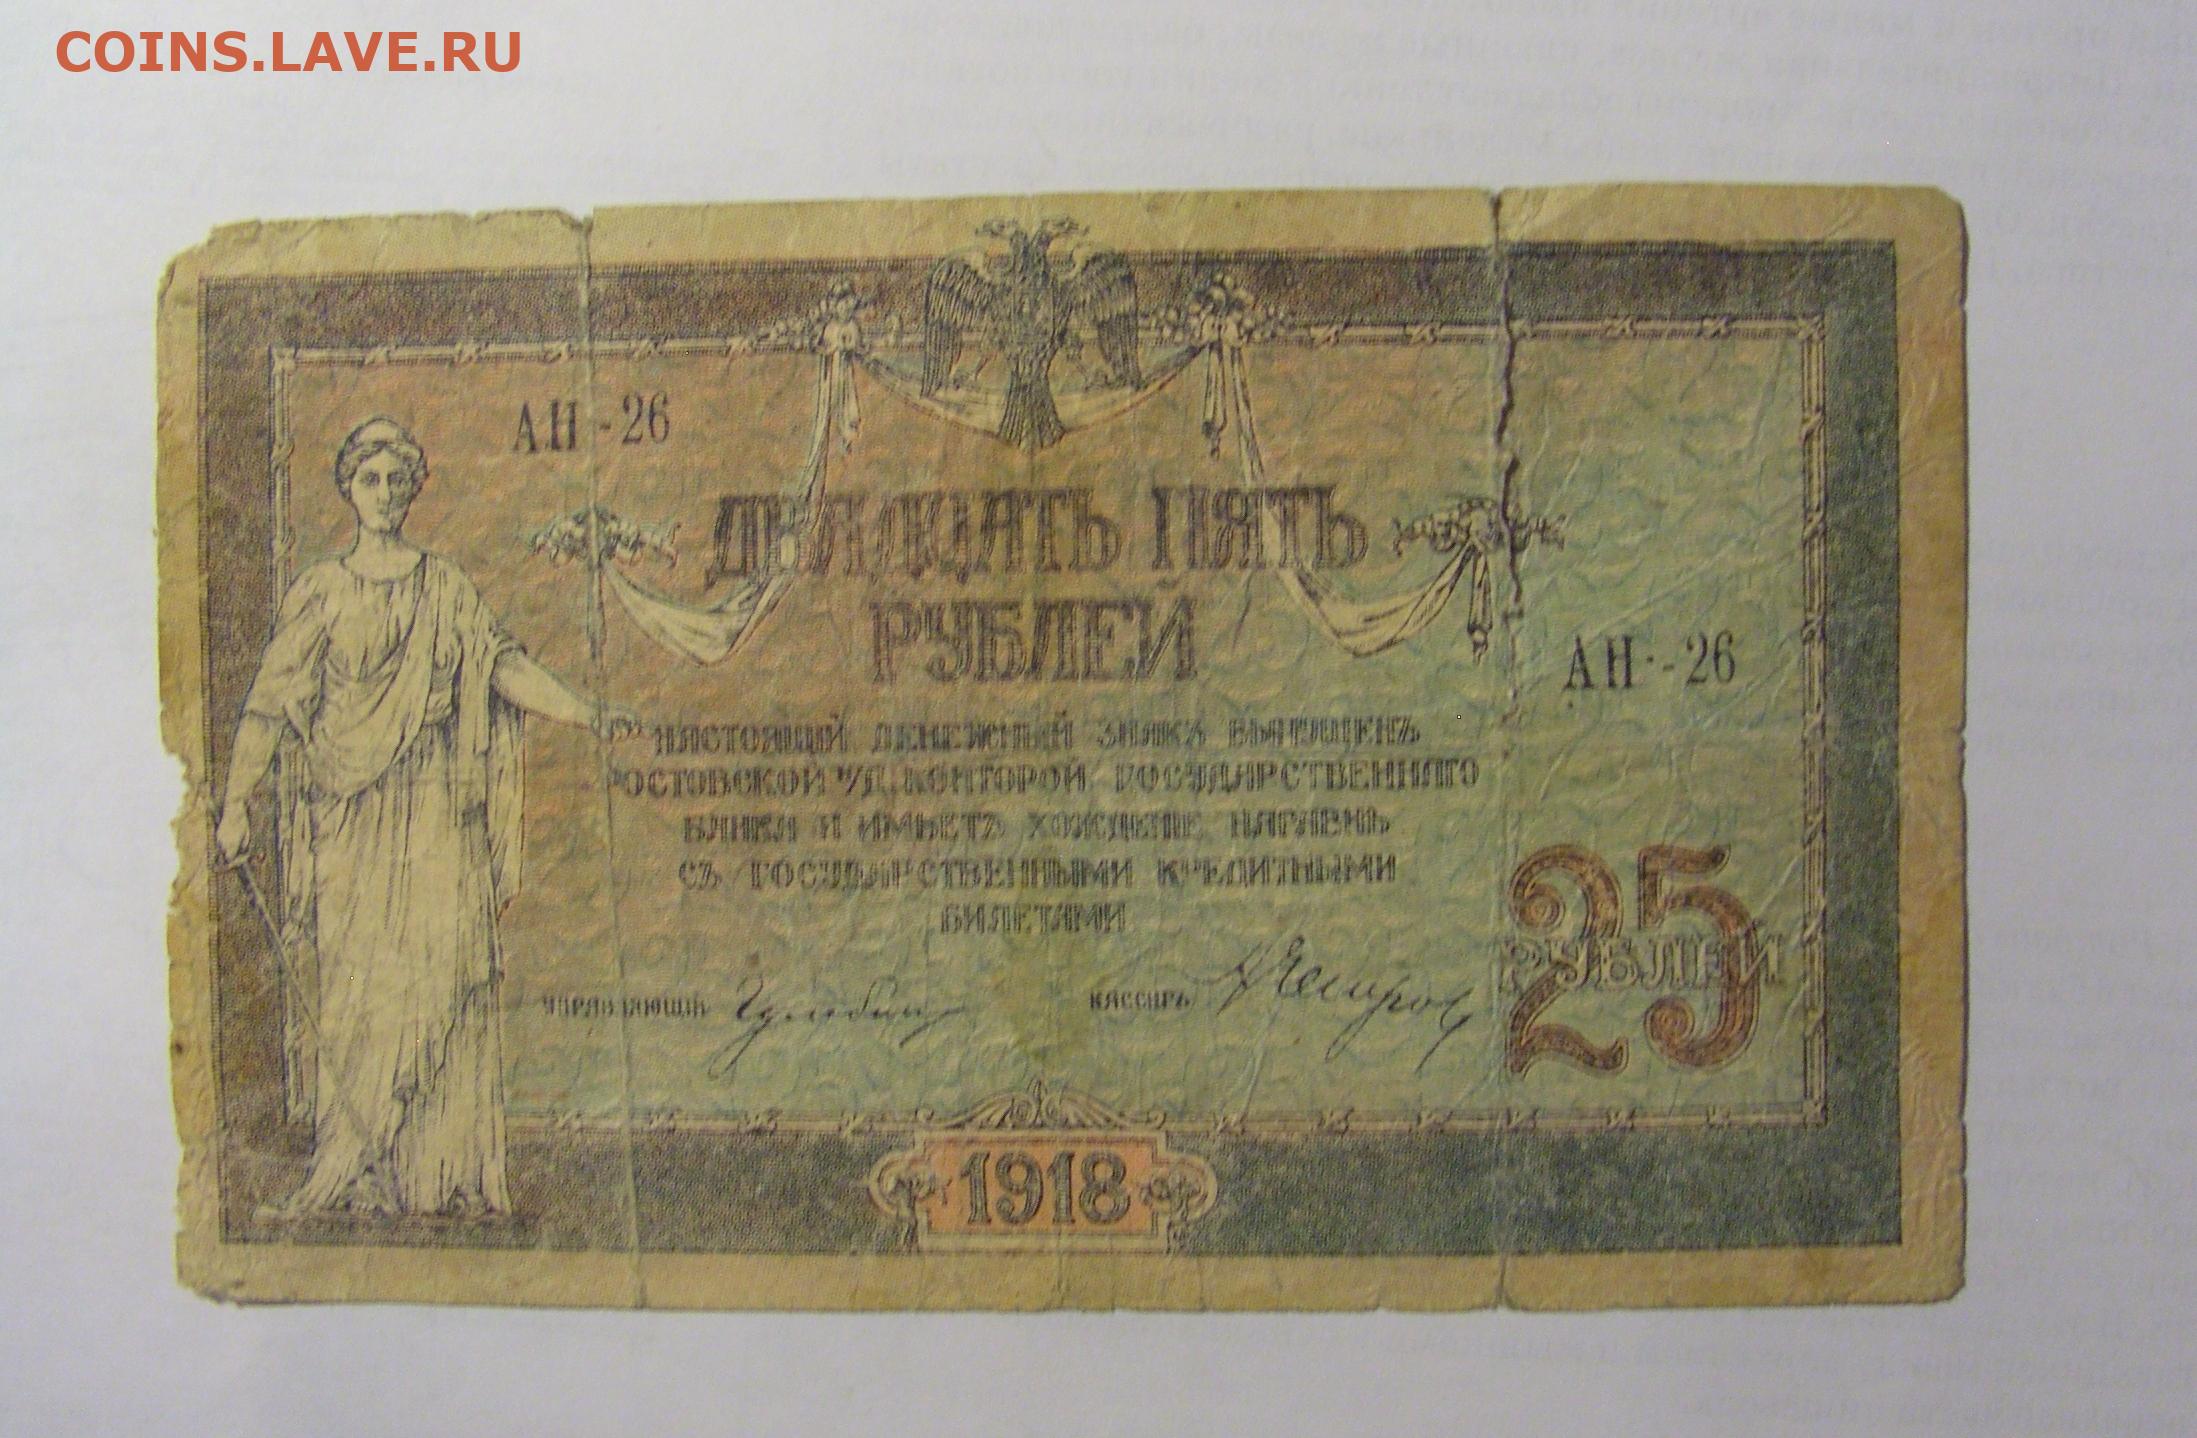 COINS.LAVE.RU
АН-26
ДВАДЦАТЬ ПЯТЬ
РУБЛЕЙ
АН-26
НАСТОЯЩІЙ ДЕНЕЖНЫЙ ЗНАКЪ ВЫПУЩЕНЪ
РОСТОВСКОЙ Н/Д. КОНТОРОЙ ГОСУДАРСТВЕННАГО
БАНКА И ИМѢЕТЪ ХОЖДЕНІЕ НАРАВНѢ
СЪ ГОСУДАРСТВЕННЫМИ КРЕДИТНЫМИ
БИЛЕТАМИ
25
РУБЛЕЙ
УПРАВЛЯЮЩІЙ
КАССИРЪ
1918